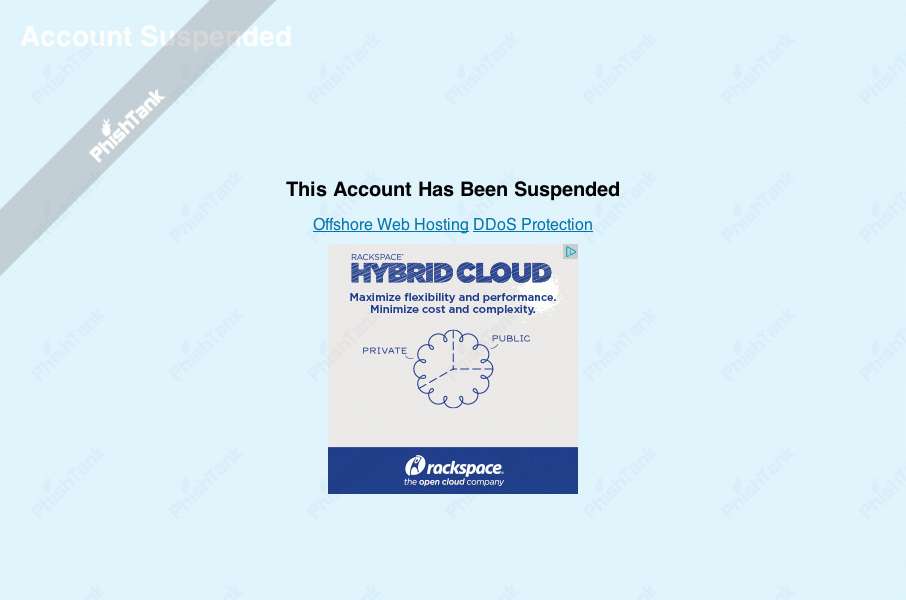 Account Suspended
PhishTank
This Account Has Been Suspended
Offshore Web Hosting DDoS Protection
RACKSPACE®
HYBRID CLOUD
Maximize flexibility and performance.
Minimize cost and complexity.
PRIVATE
PUBLIC
rackspace.
the open cloud company